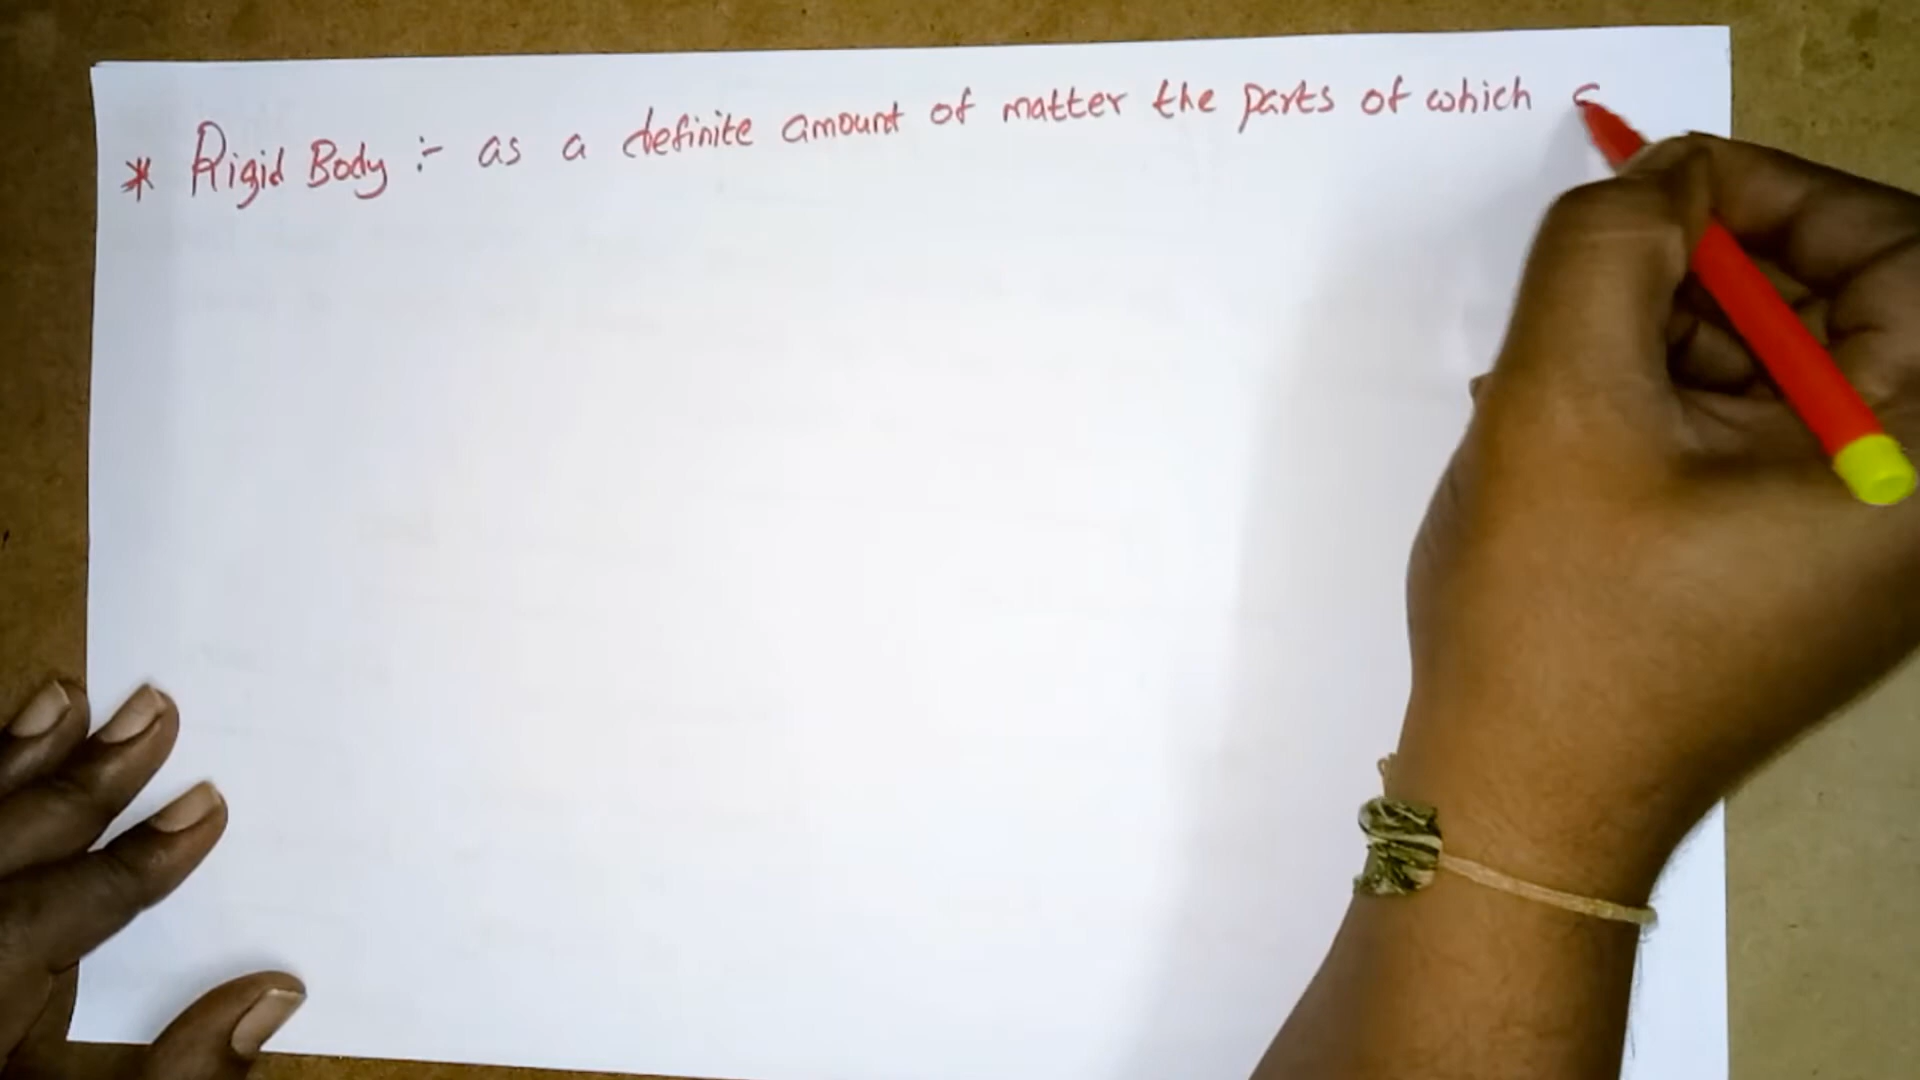 * Rigid Body :- as a definite amount of matter the parts of which